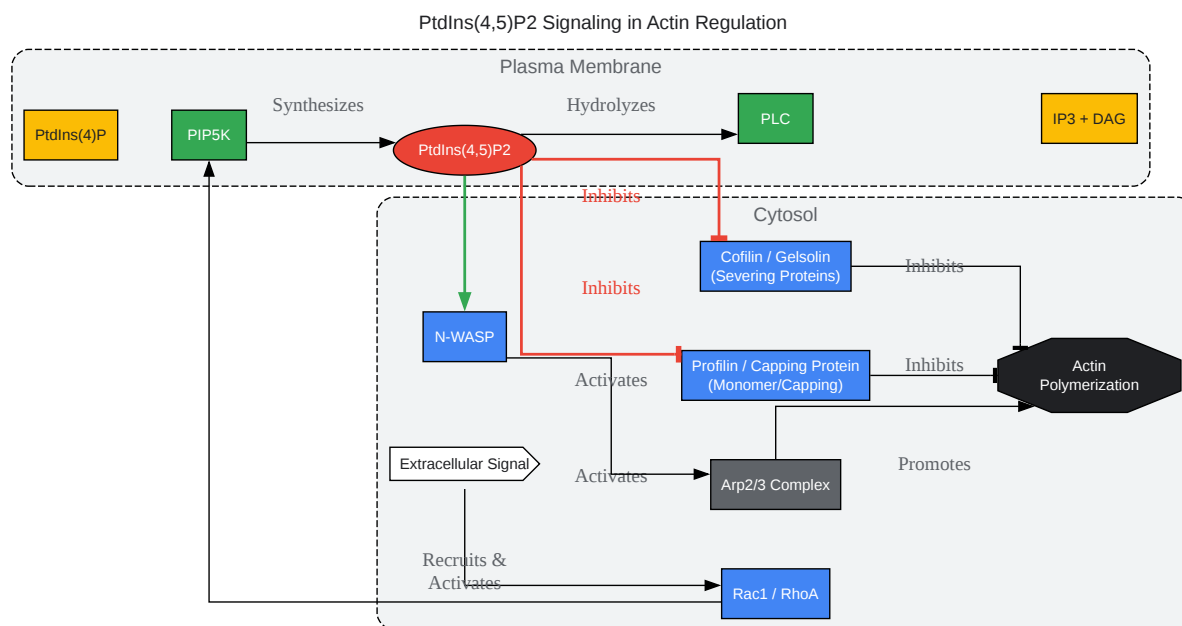 PtdIns(4,5)P2 Signaling in Actin Regulation
Plasma Membrane
Synthesizes
Hydrolyzes
PtdIns(4)P
PIP5K
PtdIns(4,5)P2
PLC
IP3 + DAG
Inhibits
Cytosol
Cofilin / Gelsolin
(Severing Proteins)
Inhibits
Inhibits
N-WASP
Activates
Profilin / Capping Protein
(Monomer/Capping)
Inhibits
Actin
Polymerization
Extracellular Signal
Activates
Arp2/3 Complex
Promotes
Recruits &
Activates
Rac1 / RhoA